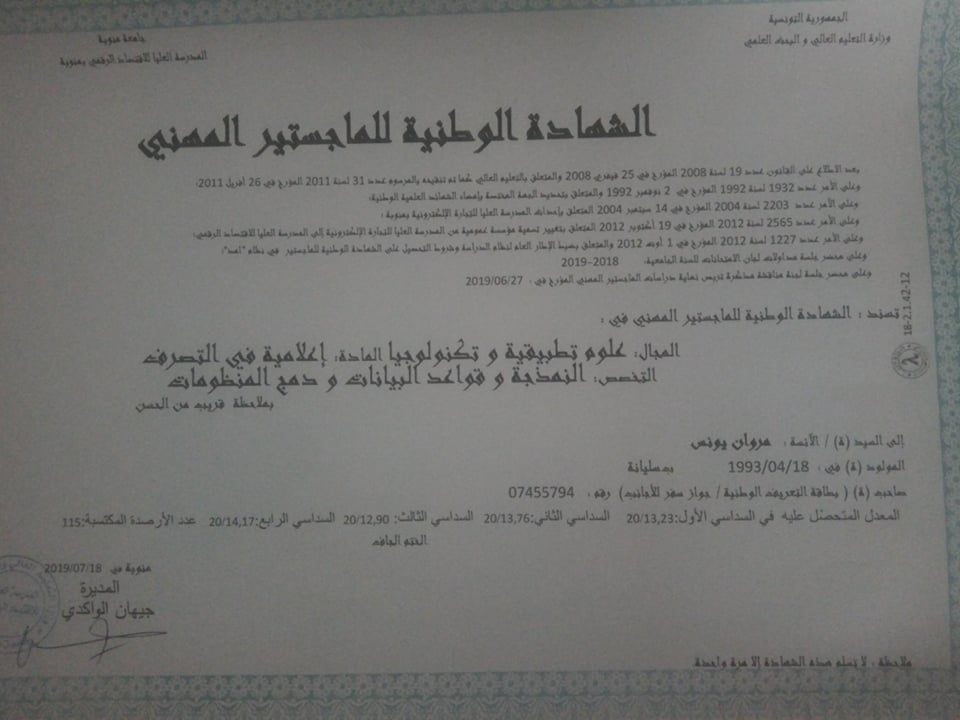 الجمهورية التونسية
وزارة التعليم العالي و البحث العلمي
جامعة منوبة
المدرسة العليا للاقتصاد الرقمي بمنوبة
الشهادة الوطنية للماجستير المهني
بعد الاطلاع على القانون عدد 19 لسنة 2008 المؤرخ في 25 فيفري 2008 والمتعلق بالتعليم العالي كما تم تنقيحه بالمرسوم عدد 31 لسنة 2011 المؤرخ في 26 أفريل 2011،
وعلى الأمر عدد 1932 لسنة 1992 المؤرخ في 2 نوفمبر 1992 والمتعلق بتحديد الجهة المختصة بإمضاء الشهائد العلمية الوطنية،
وعلى الأمر عدد 2203 لسنة 2004 المؤرخ في 14 سبتمبر 2004 المتعلق بإحداث المدرسة العليا للتجارة الإلكترونية بمنوبة ،
وعلى الأمر عدد 2565 لسنة 2012 المؤرخ في 19 أكتوبر 2012 المتعلق بتغيير تسمية مؤسسة عمومية من المدرسة العليا للتجارة الإلكترونية إلى المدرسة العليا للاقتصاد الرقمي،
وعلى الأمر عدد 1227 لسنة 2012 المؤرخ في 1 أوت 2012 والمتعلق بضبط الإطار العام لنظام الدراسة وشروط التحصيل على الشهادة الوطنية للماجستير في نظام "أمد"،
وعلى محضر جلسة مداولات لجان الامتحانات للسنة الجامعية، 2018-2019
وعلى محضر جلسة لجنة مناقشة مذكرة تربص نهاية دراسات الماجستير المهني المؤرخ في ، 2019/06/27
تسند : الشهادة الوطنية للماجستير المهني في :
المجال: علوم تطبيقية و تكنولوجيا المادة: إعلامية في التصرف
التخصص: النمذجة و قواعد البيانات و دمج المنظومات
بملاحظة قريب من الحسن
إلى السيد (ة) / الآنسة : مروان يونس
المولود (ة) في : 1993/04/18 بـ سليانة
صاحب (ة) ( بطاقة التعريف الوطنية / جواز سفر للأجانب) رقم : 07455794
المعدل المتحصّل عليه في السداسي الأول:20/13,23 السداسي الثاني:20/13,76 السداسي الثالث: 20/12,90 السداسي الرابع:20/14,17 عدد الأرصدة المكتسبة:115
الختم الجاف
منوبة في 2019/07/18
المديرة
جيهان الواكدي
ملاحظة : لا تسلم هذه الشهادة إلا مرة واحدة
18-2.1.42-12